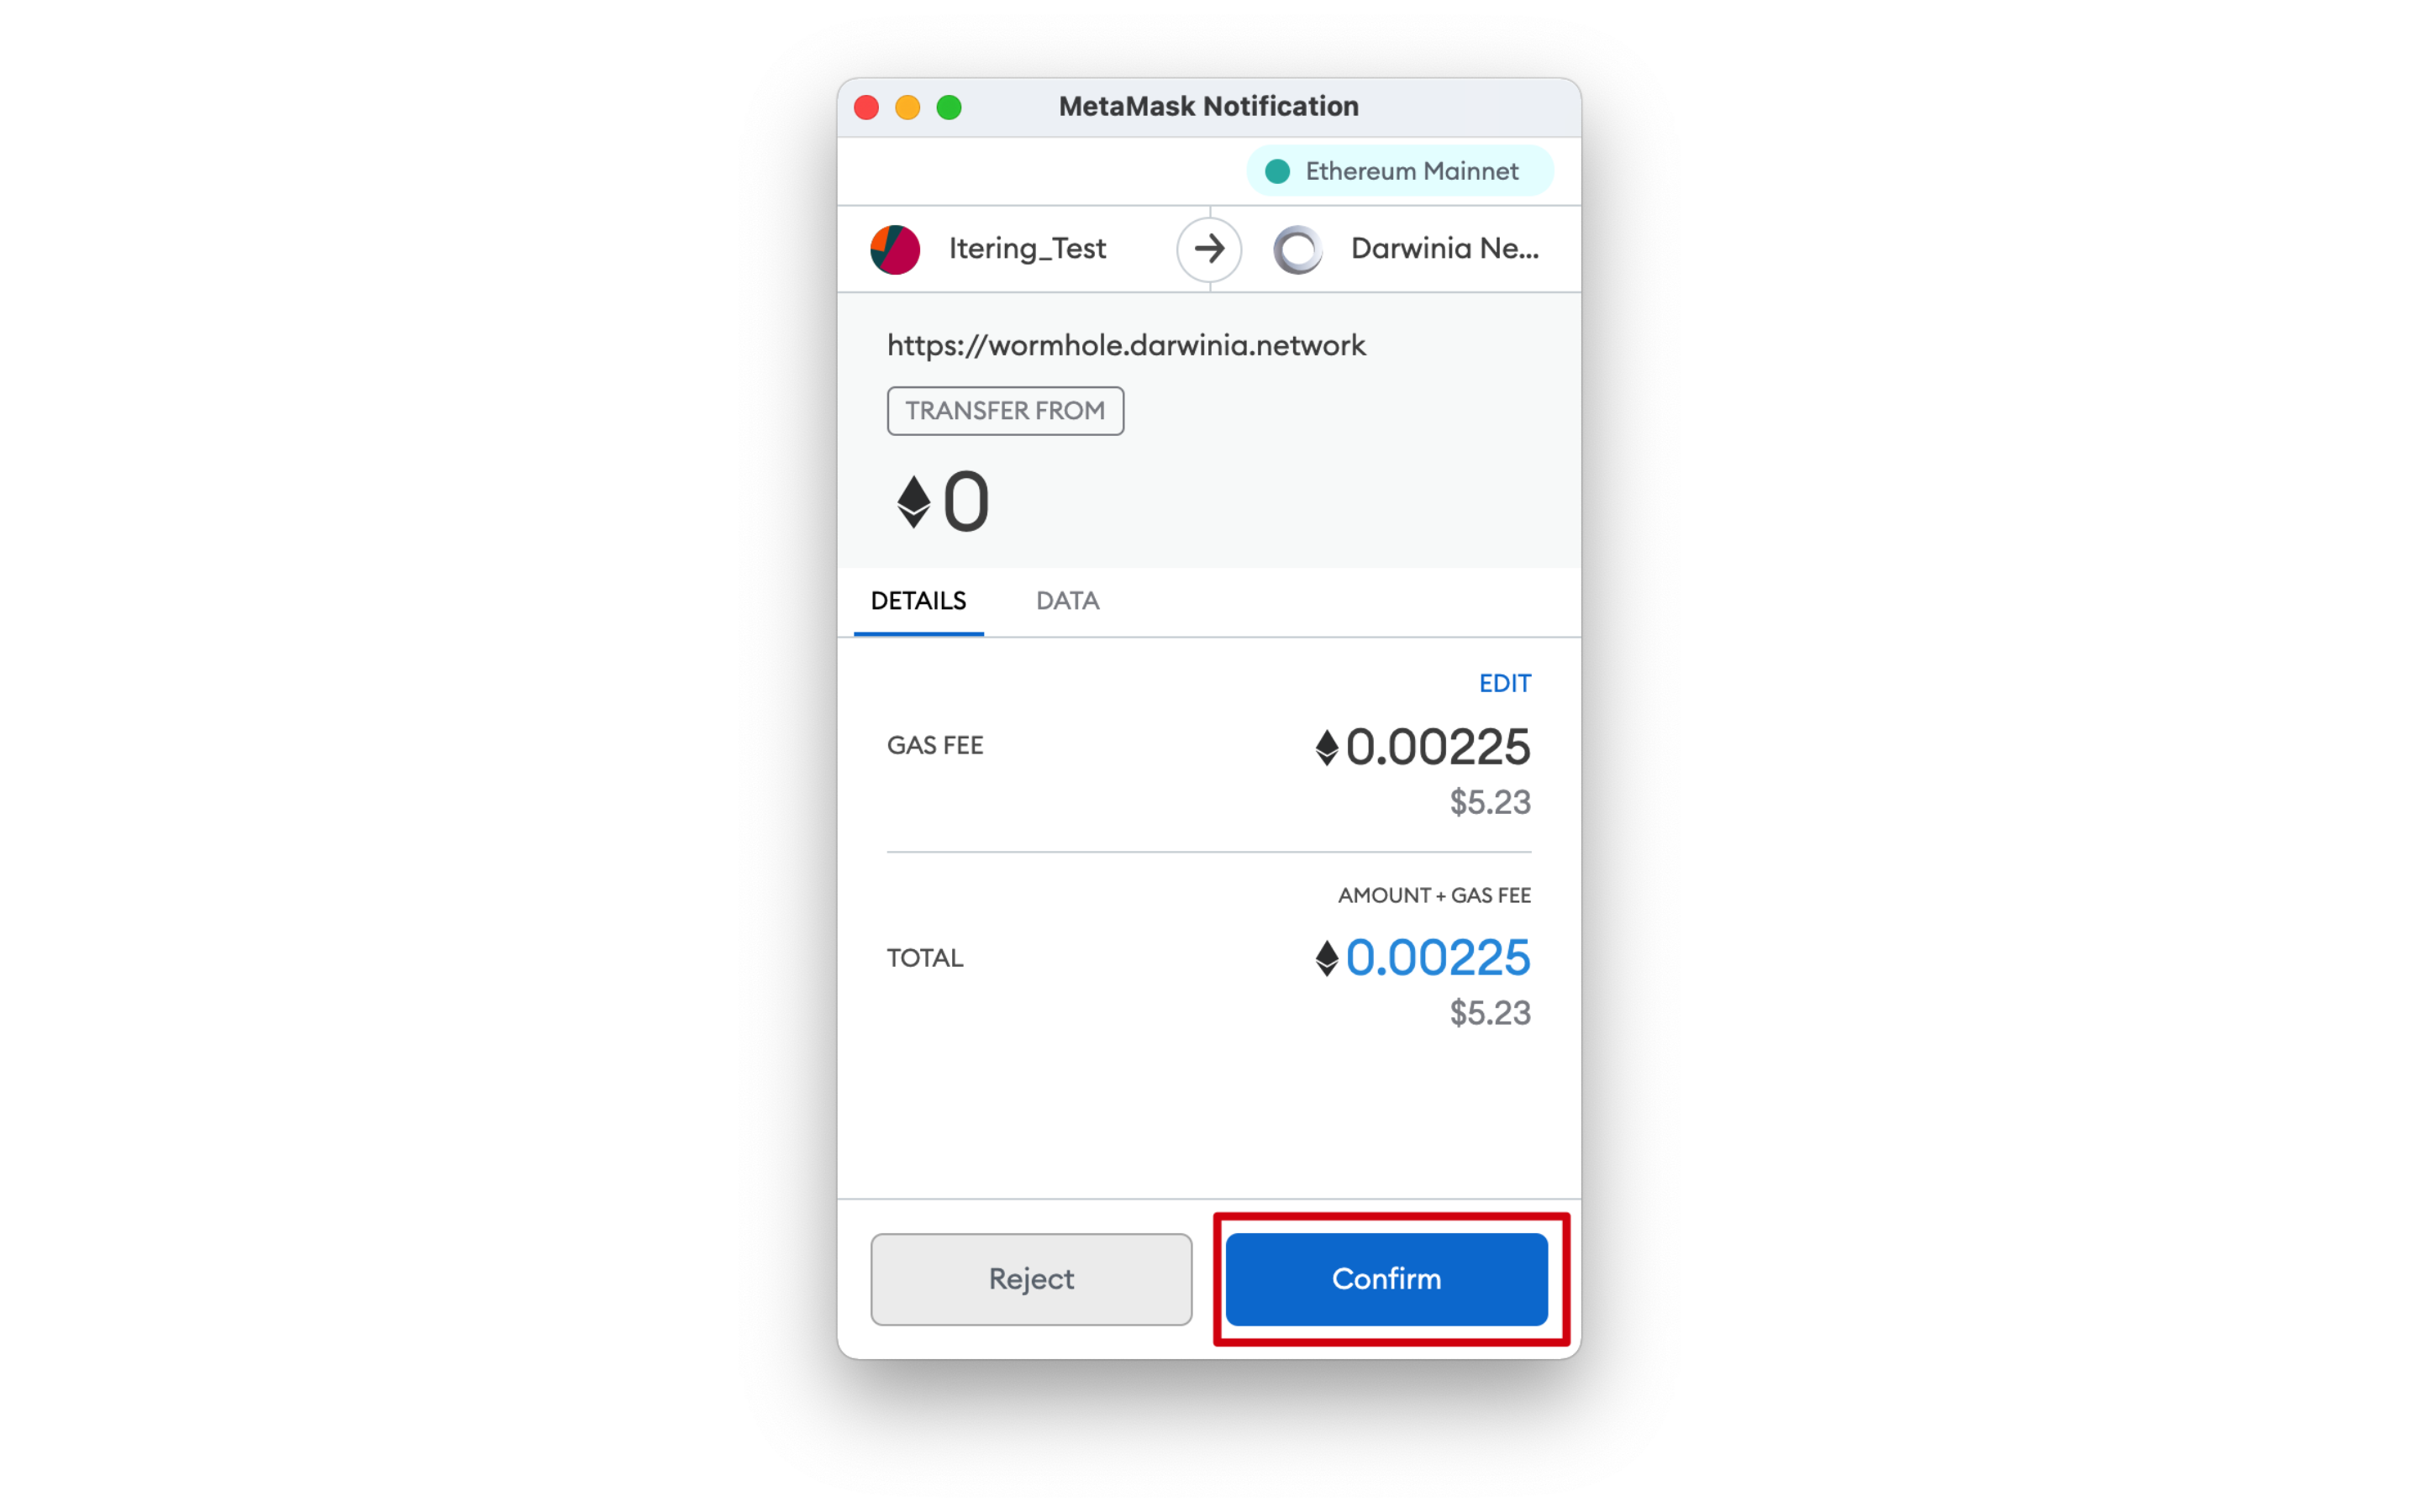 MetaMask Notification
Ethereum Mainnet
Itering_Test
Darwinia Ne...
https://wormhole.darwinia.network
TRANSFER FROM
0
DETAILS
DATA
EDIT
GAS FEE
0.00225
$5.23
AMOUNT + GAS FEE
TOTAL
0.00225
$5.23
Reject
Confirm